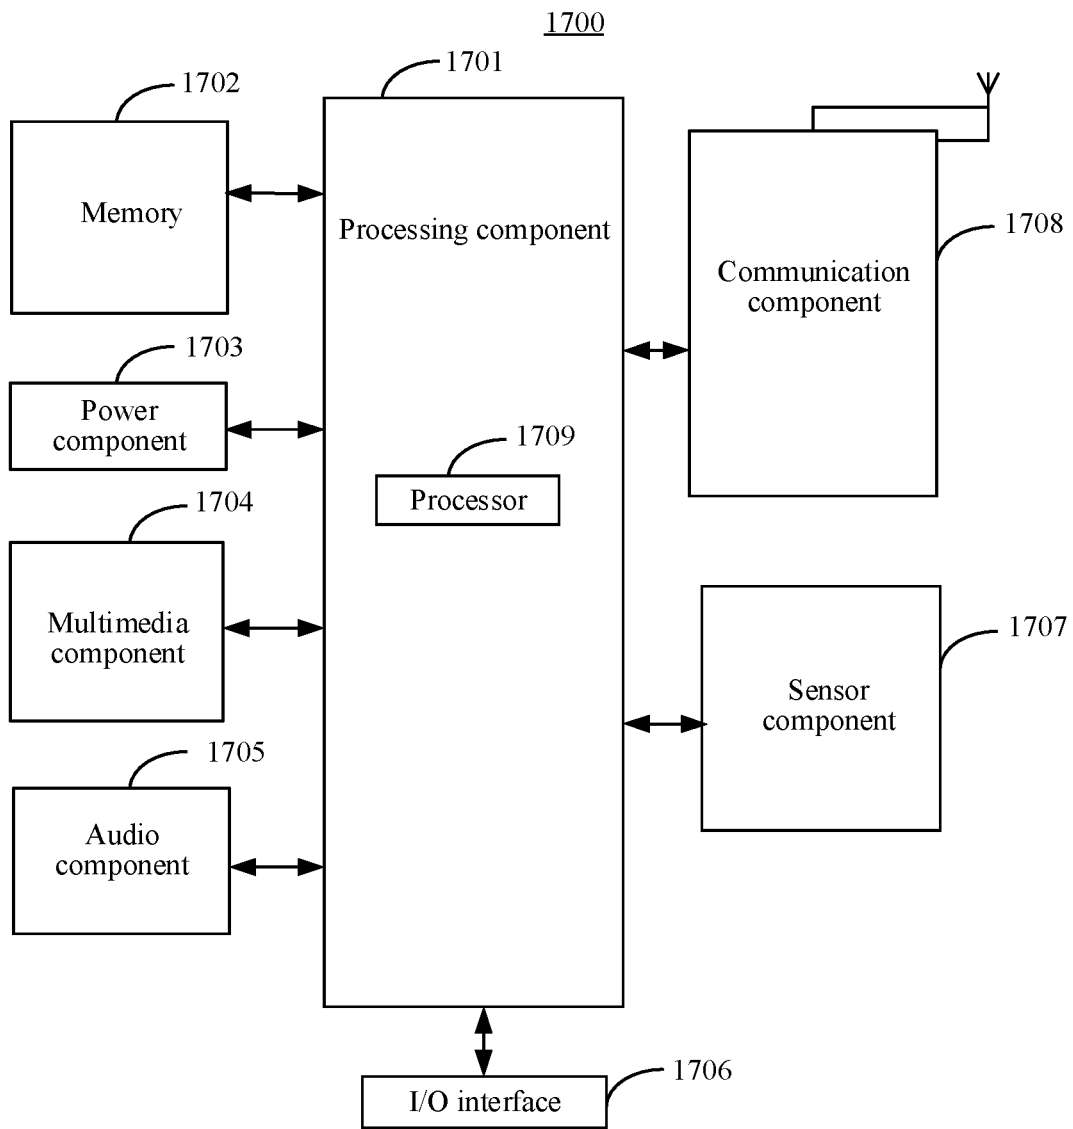 1700
1701
1702
Memory
Processing component
1708
Communication
component
1703
Power
component
1709
Processor
1704
Multimedia
component
1707
Sensor
component
1705
Audio
component
1706
I/O interface